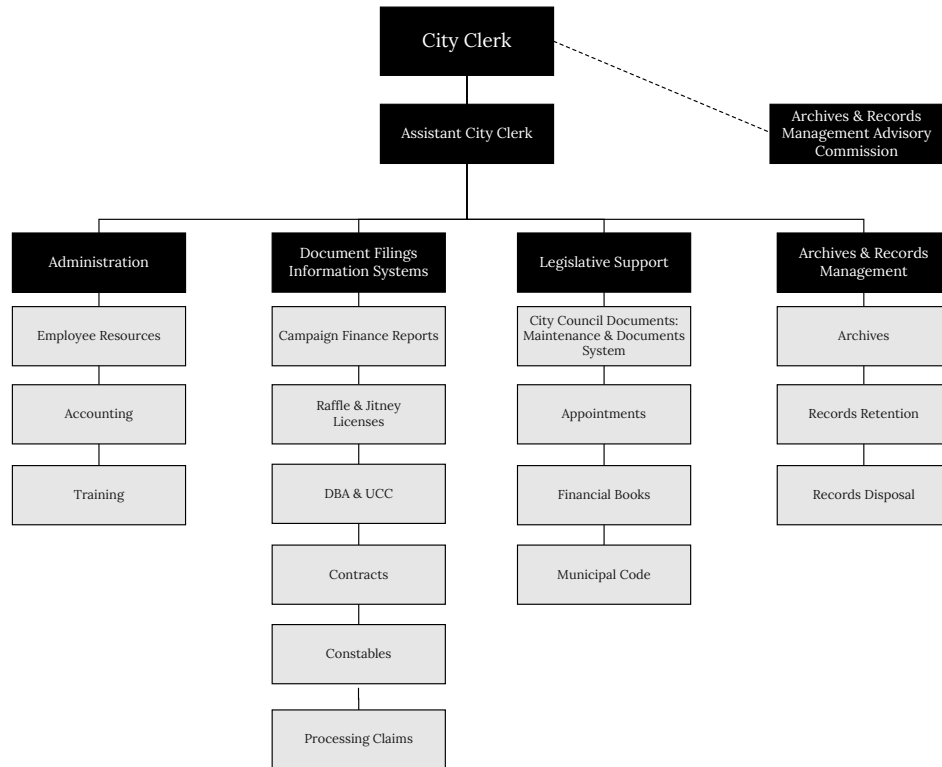 City Clerk
Assistant City Clerk
Archives & Records
Management Advisory
Commission
Administration
Document Filings
Information Systems
Legislative Support
Archives & Records
Management
Employee Resources
Campaign Finance Reports
City Council Documents:
Maintenance & Documents
System
Archives
Accounting
Raffle & Jitney
Licenses
Appointments
Records Retention
Training
DBA & UCC
Financial Books
Records Disposal
Contracts
Municipal Code
Constables
Processing Claims